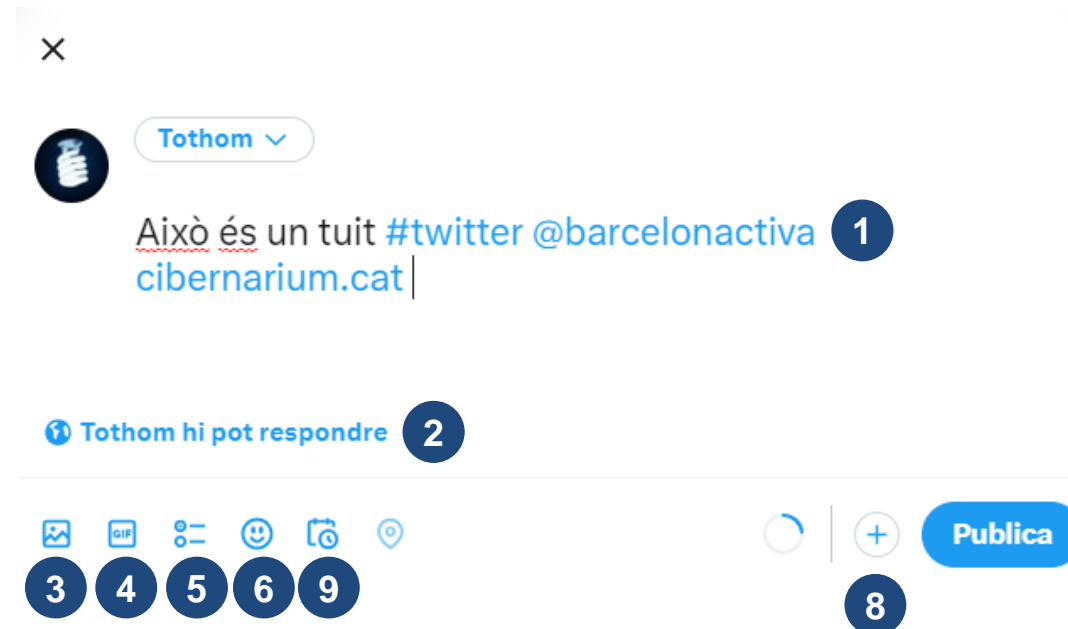 Tothom
Això és un tuit #twitter @barcelonactiva 1
cibernarium.cat
Tothom hi pot respondre 2
GIF
Publica
3 4 5 6 9 8